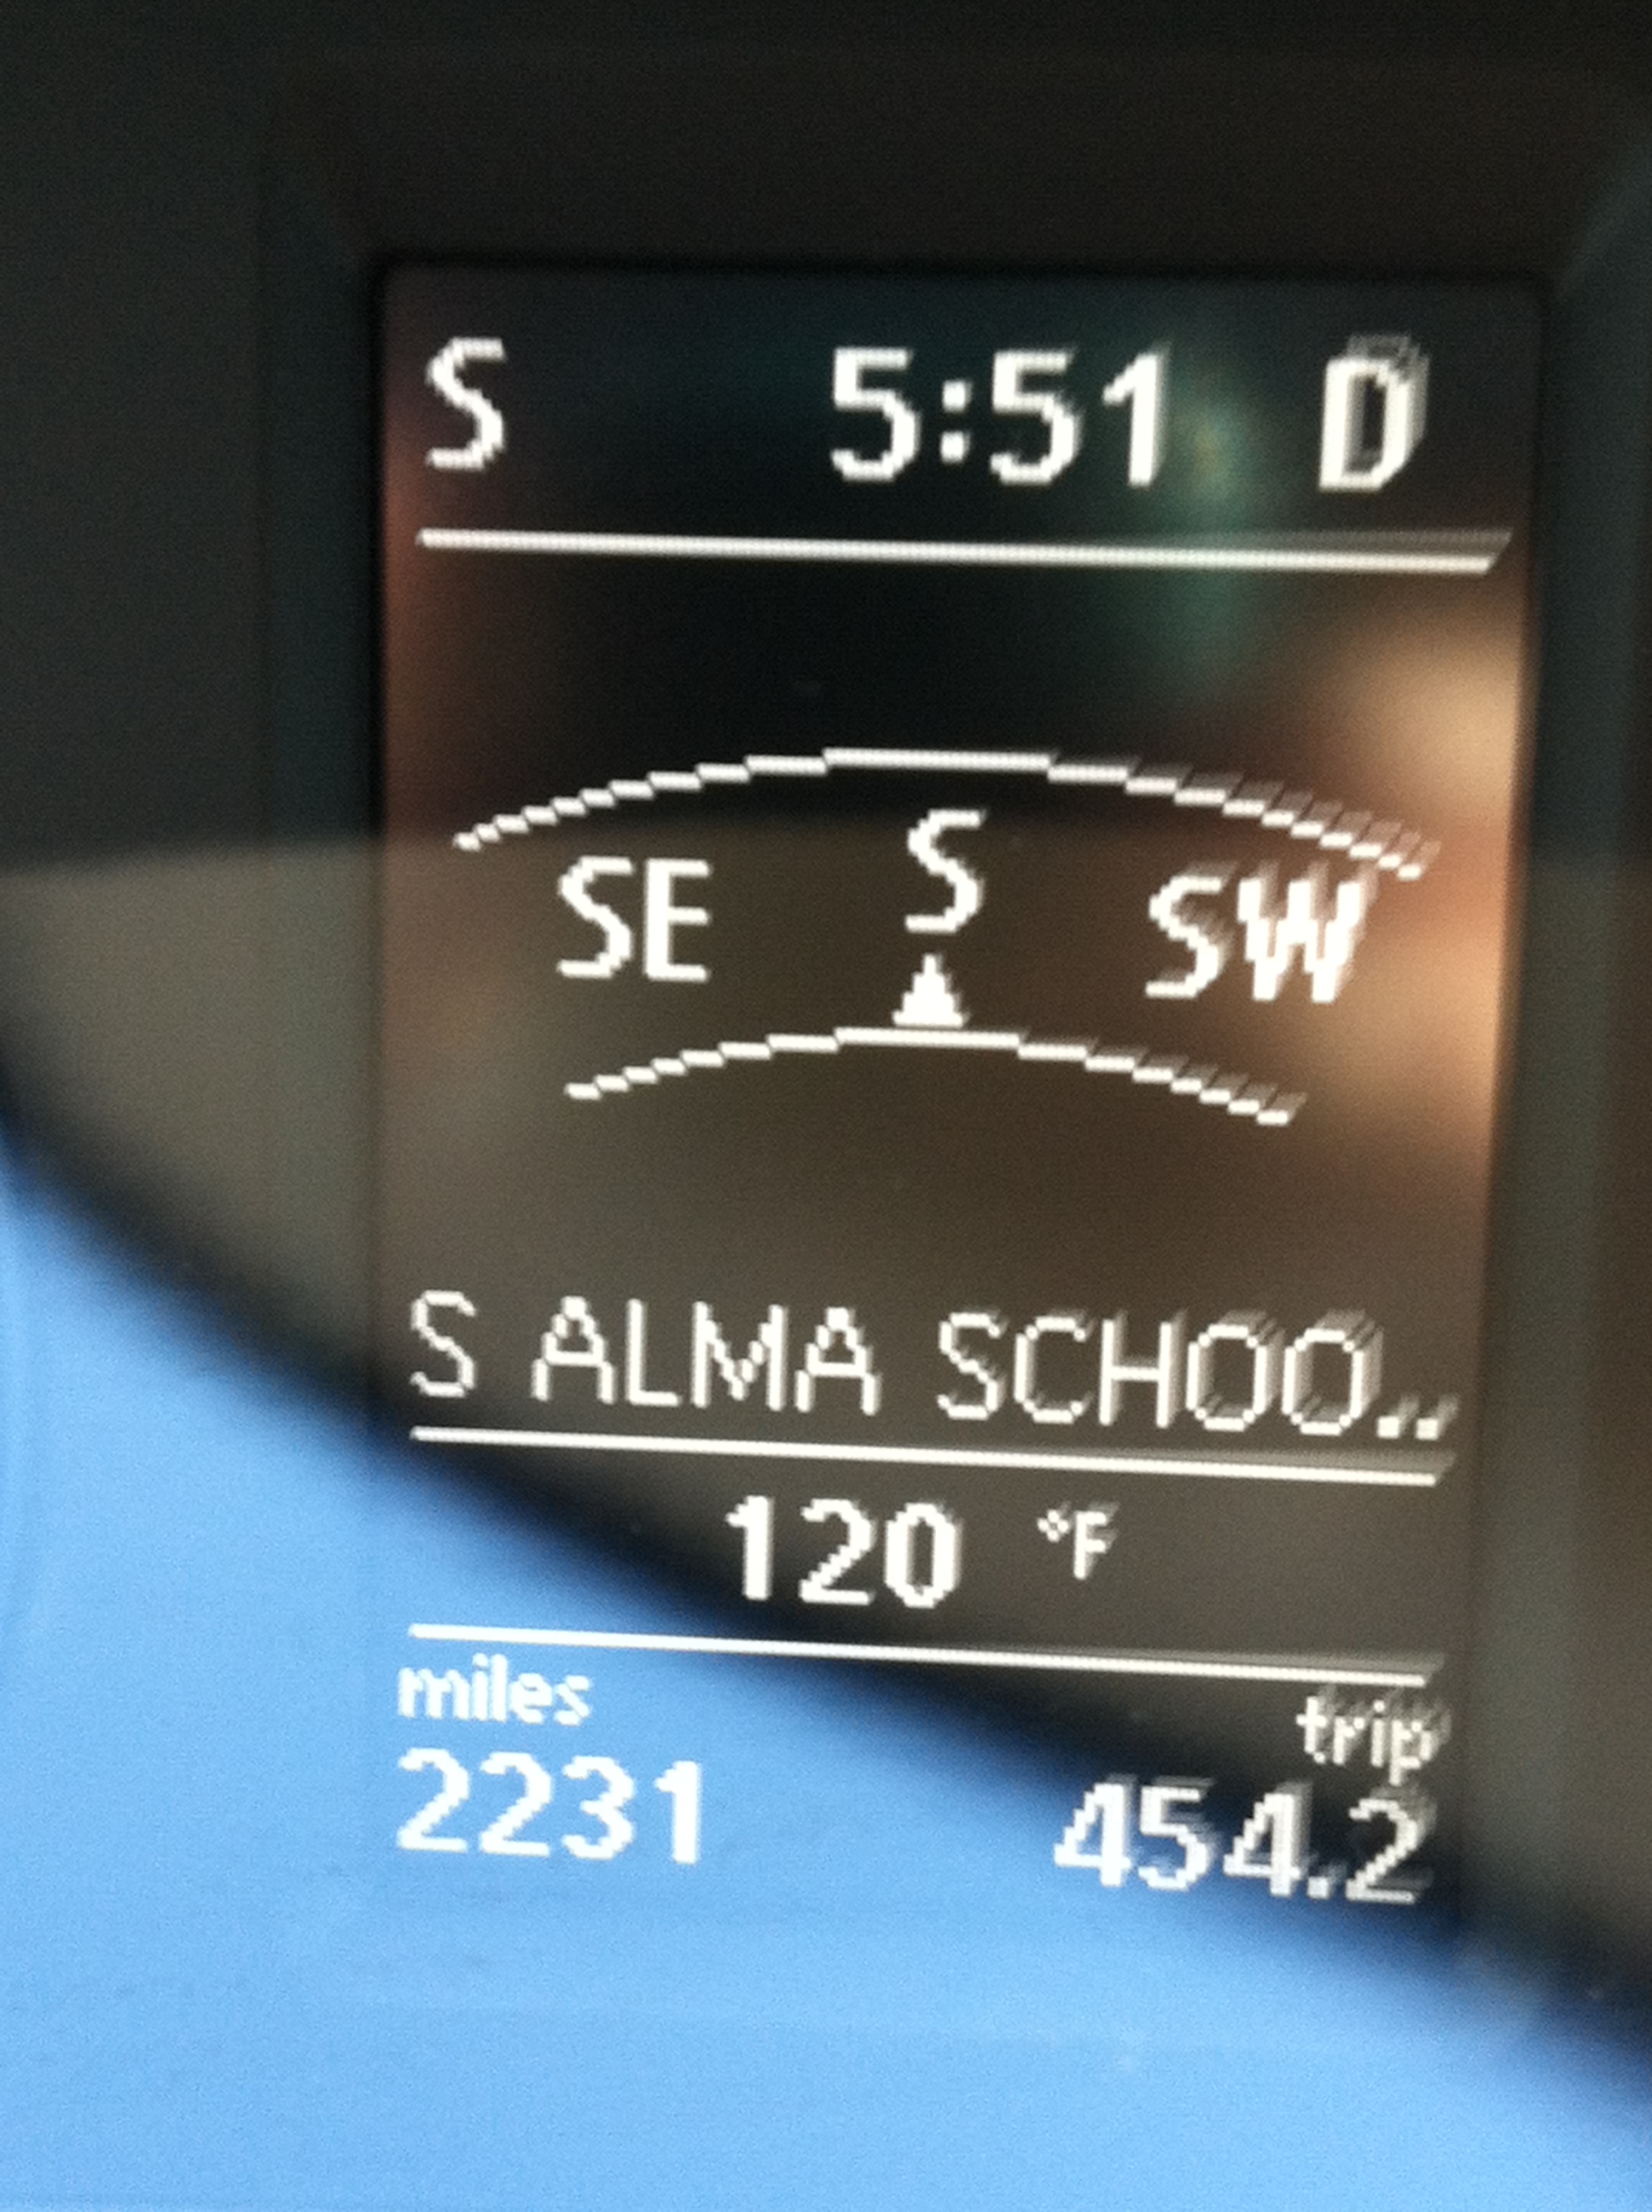 S 5:51 D
S
SE SW
S ALMA SCHOO..
120 °F
miles trip
2231 454.2